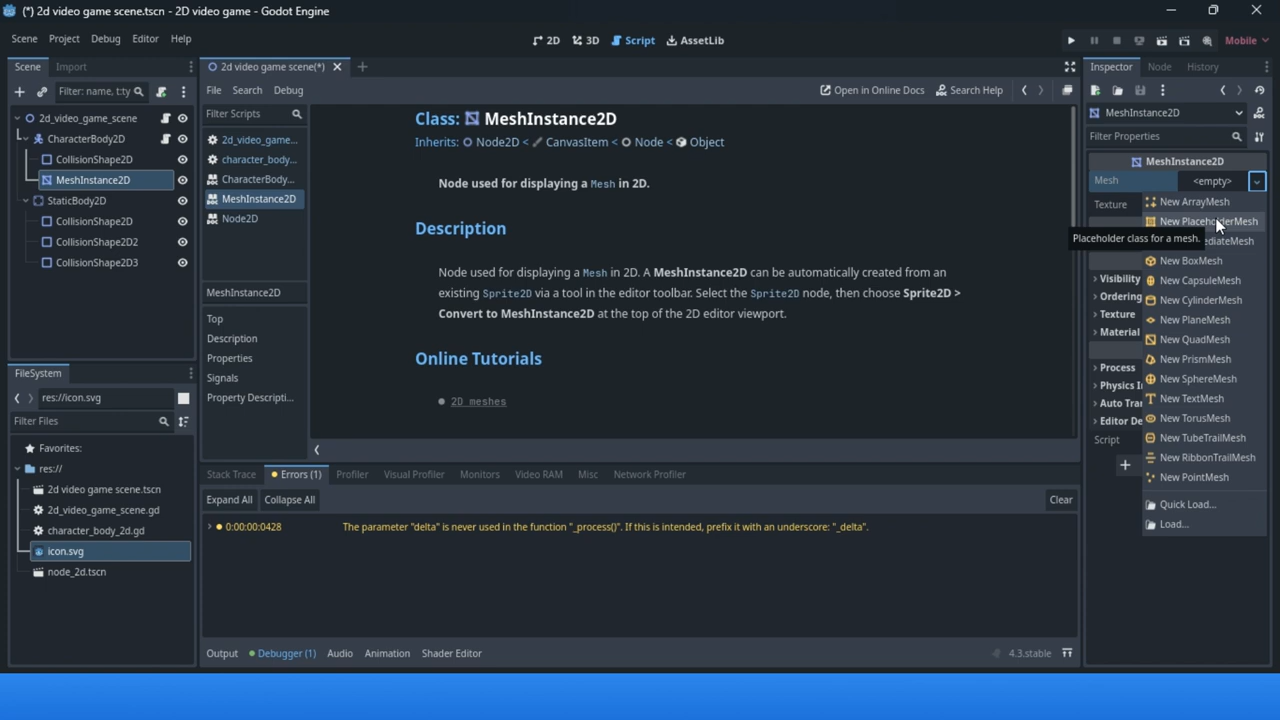 (*) 2d video game scene.tscn - 2D video game - Godot Engine
Scene Project Debug Editor Help
2D 3D Script AssetLib
Mobile
Scene Import
Filter: name, t:ty
2d_video_game_scene
CharacterBody2D
CollisionShape2D
MeshInstance2D
StaticBody2D
CollisionShape2D
CollisionShape2D2
CollisionShape2D3
FileSystem
res://icon.svg
Filter Files
Favorites:
res://
2d video game scene.tscn
2d_video_game_scene.gd
character_body_2d.gd
icon.svg
node_2d.tscn
2d video game scene(*)
File Search Debug
Open in Online Docs Search Help
Filter Scripts
2d_video_game...
character_body...
CharacterBody...
MeshInstance2D
Node2D
MeshInstance2D
Top
Description
Properties
Signals
Property Descripti...
Class: MeshInstance2D
Inherits: Node2D < CanvasItem < Node < Object
Node used for displaying a Mesh in 2D.
Description
Node used for displaying a Mesh in 2D. A MeshInstance2D can be automatically created from an
existing Sprite2D via a tool in the editor toolbar. Select the Sprite2D node, then choose Sprite2D >
Convert to MeshInstance2D at the top of the 2D editor viewport.
Online Tutorials
2D meshes
Stack Trace Errors (1) Profiler Visual Profiler Monitors Video RAM Misc Network Profiler
Expand All Collapse All Clear
0:00:00:0428 The parameter "delta" is never used in the function "_process()". If this is intended, prefix it with an underscore: "_delta".
Output Debugger (1) Audio Animation Shader Editor 4.3.stable
Inspector Node History
MeshInstance2D
Filter Properties
MeshInstance2D
Mesh <empty>
Texture
Visibility
Ordering
Texture
Material
Process
Physics I
Auto Tra
Editor De
Script
New ArrayMesh
New PlaceholderMesh
Placeholder class for a mesh.
ediateMesh
New BoxMesh
New CapsuleMesh
New CylinderMesh
New PlaneMesh
New QuadMesh
New PrismMesh
New SphereMesh
New TextMesh
New TorusMesh
New TubeTrailMesh
New RibbonTrailMesh
New PointMesh
Quick Load...
Load...